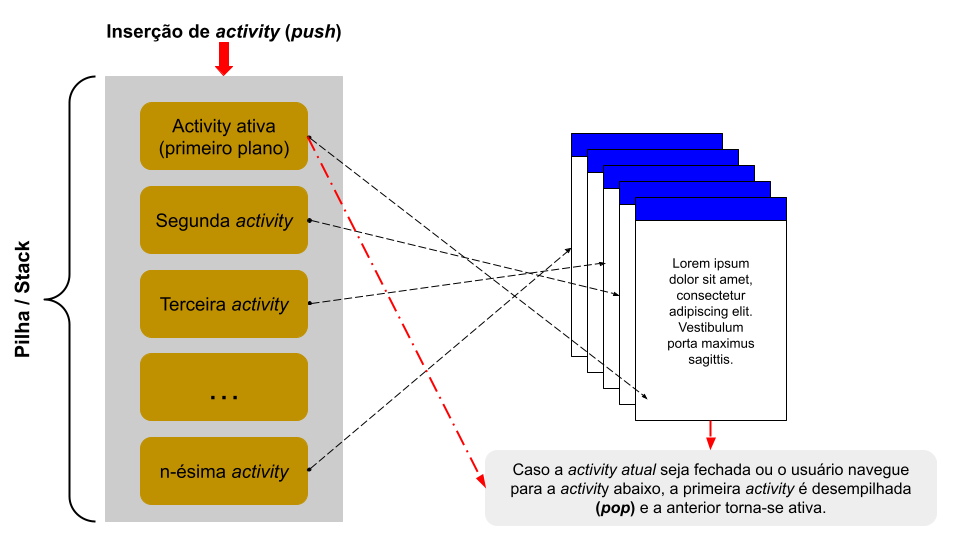 Inserção de activity (push)
Pilha / Stack
Activity ativa
(primeiro plano)
Segunda activity
Terceira activity
...
n-ésima activity
Lorem ipsum
dolor sit amet,
consectetur
adipiscing elit.
Vestibulum
porta maximus
sagittis.
Caso a activity atual seja fechada ou o usuário navegue
para a activity abaixo, a primeira activity é desempilhada
(pop) e a anterior torna-se ativa.